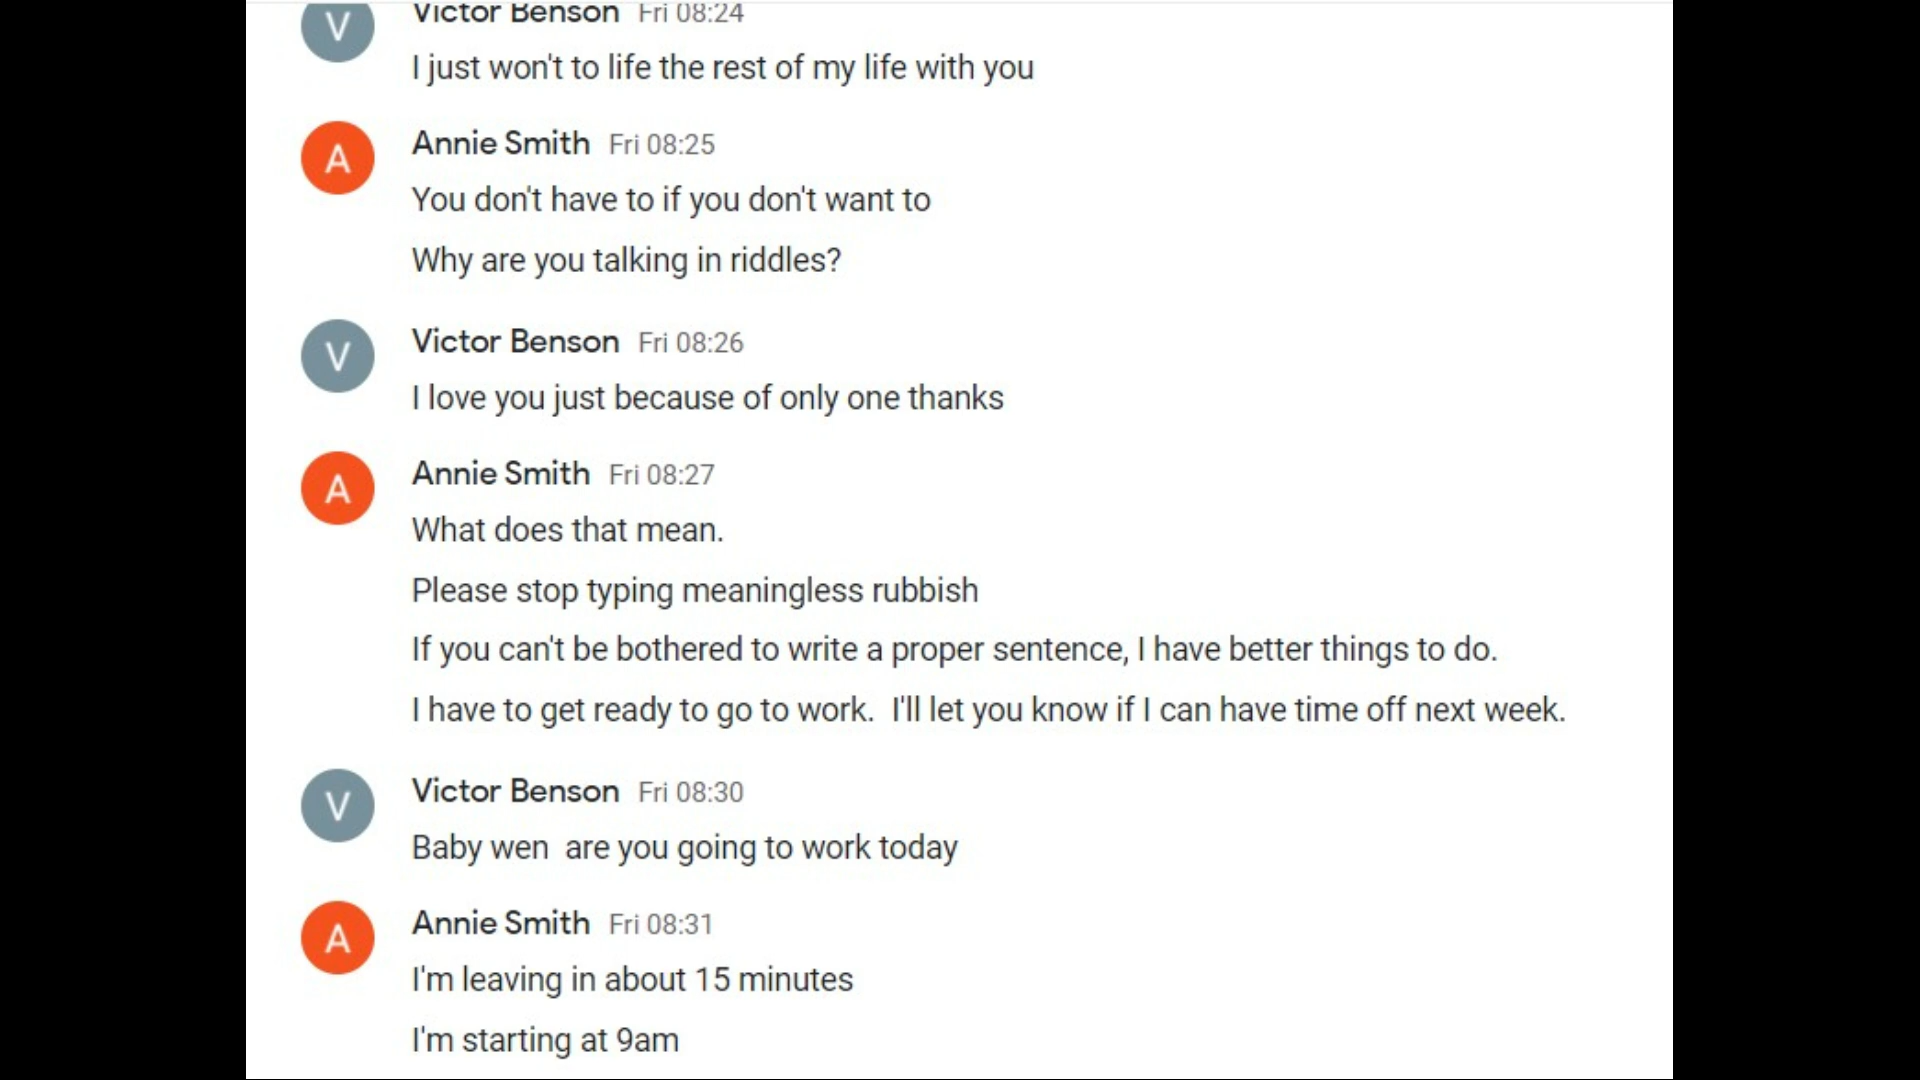 Victor Benson Fri 08:24
I just won't to life the rest of my life with you
A
Annie Smith Fri 08:25
You don't have to if you don't want to
Why are you talking in riddles?
V
Victor Benson Fri 08:26
I love you just because of only one thanks
A
Annie Smith Fri 08:27
What does that mean.
Please stop typing meaningless rubbish
If you can't be bothered to write a proper sentence, I have better things to do.
I have to get ready to go to work.  I'll let you know if I can have time off next week.
V
Victor Benson Fri 08:30
Baby wen  are you going to work today
A
Annie Smith Fri 08:31
I'm leaving in about 15 minutes
I'm starting at 9am